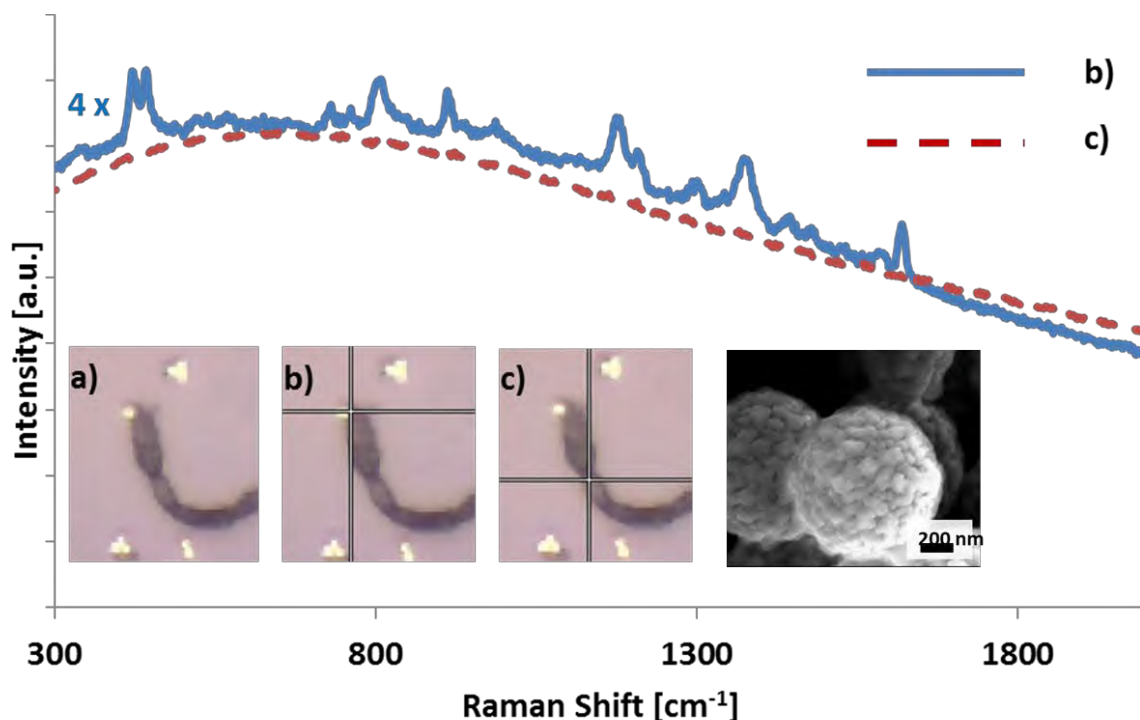 b)
4 x
c)
Intensity [a.u.]
a)
b)
c)
200 nm
300
800
1300
1800
Raman Shift [cm⁻¹]